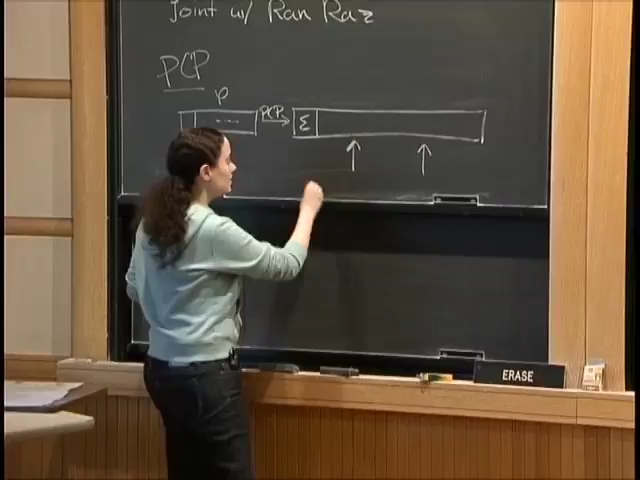 Joint w/ Ran Raz
PCP
φ
PCP
Σ
ERASE